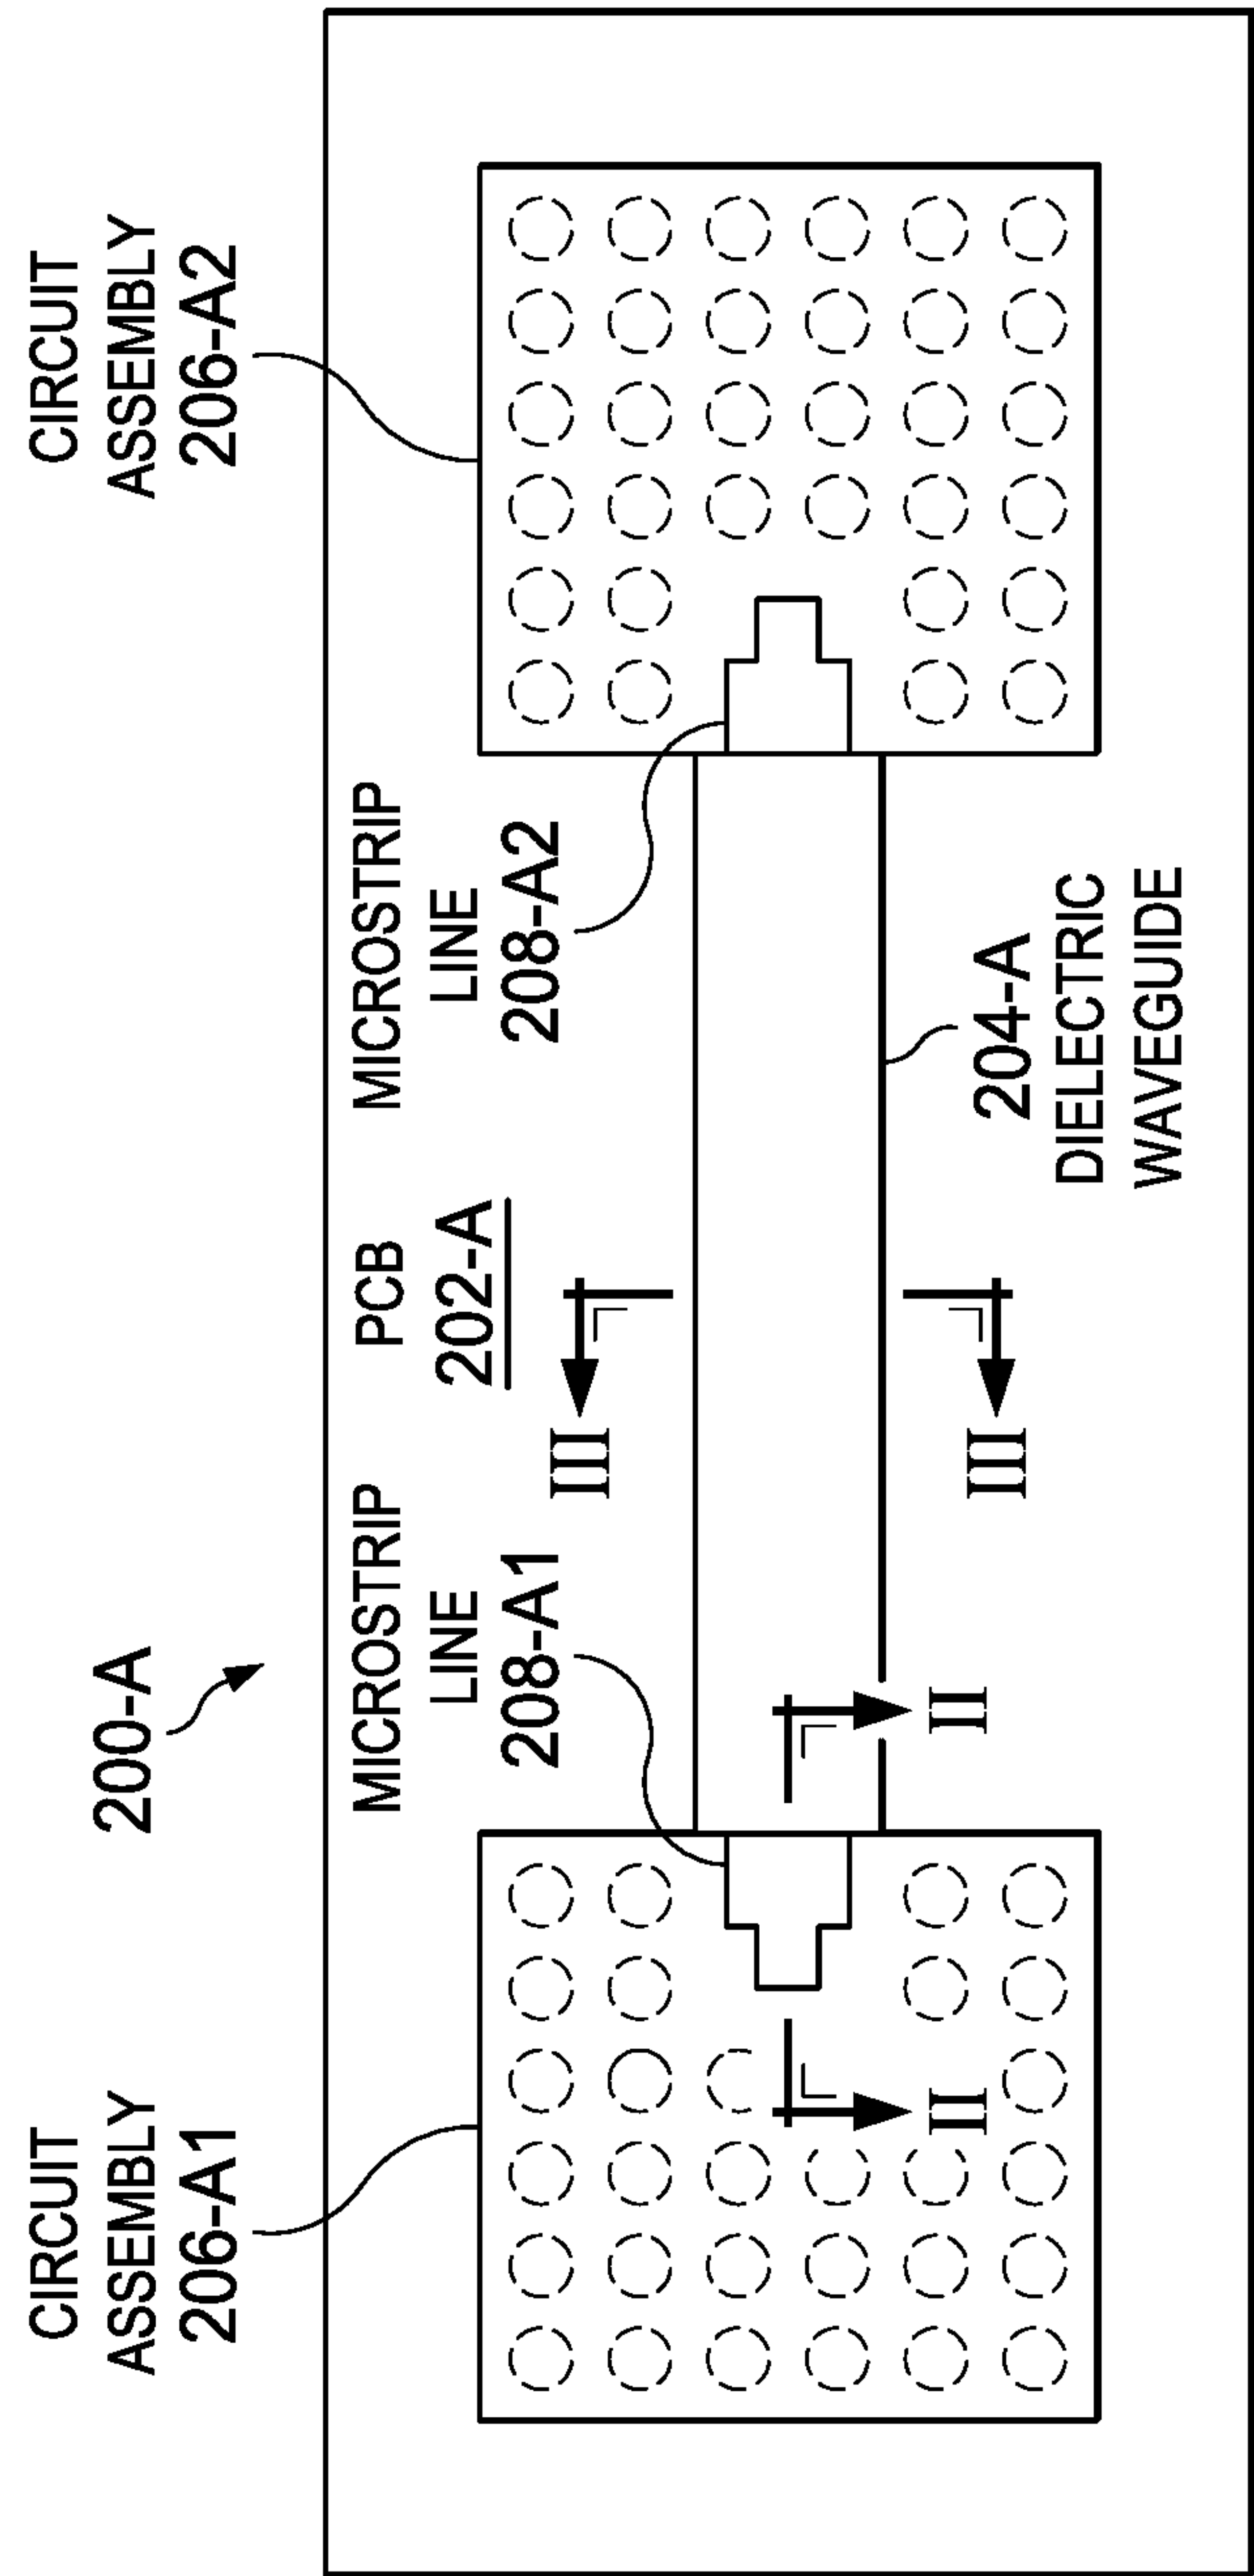 200-A
CIRCUIT
ASSEMBLY
206-A1
CIRCUIT
ASSEMBLY
206-A2
MICROSTRIP
LINE
208-A1
PCB
202-A
MICROSTRIP
LINE
208-A2
III
III
II
II
204-A
DIELECTRIC
WAVEGUIDE